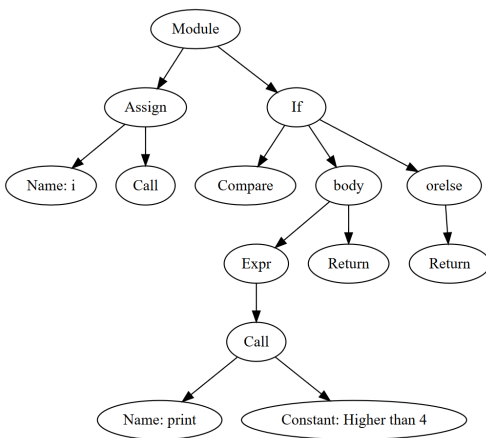 Module
Assign
If
Name: i
Call
Compare
body
orelse
Expr
Return
Return
Call
Name: print
Constant: Higher than 4